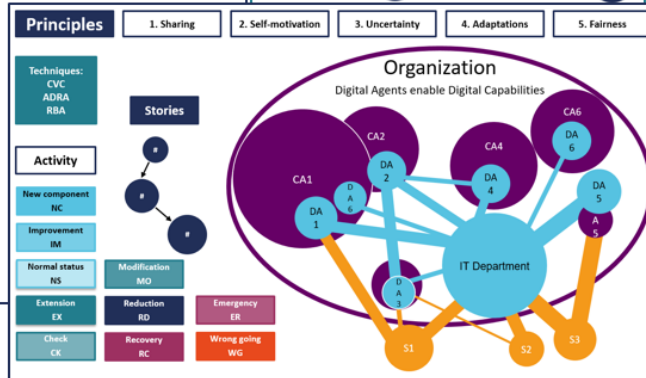 Principles
1. Sharing
2. Self-motivation
3. Uncertainty
4. Adaptations
5. Fairness
Techniques:
CVC
ADRA
RBA
Stories
#
#
#
Activity
New component
NC
Improvement
IM
Normal status
NS
Modification
MO
Extension
EX
Reduction
RD
Emergency
ER
Check
CK
Recovery
RC
Wrong going
WG
Organization
Digital Agents enable Digital Capabilities
CA1
CA2
CA4
CA6
DA
1
DA
2
D
A
6
D
A
3
DA
4
DA
6
DA
5
A
5
IT Department
S1
S2
S3